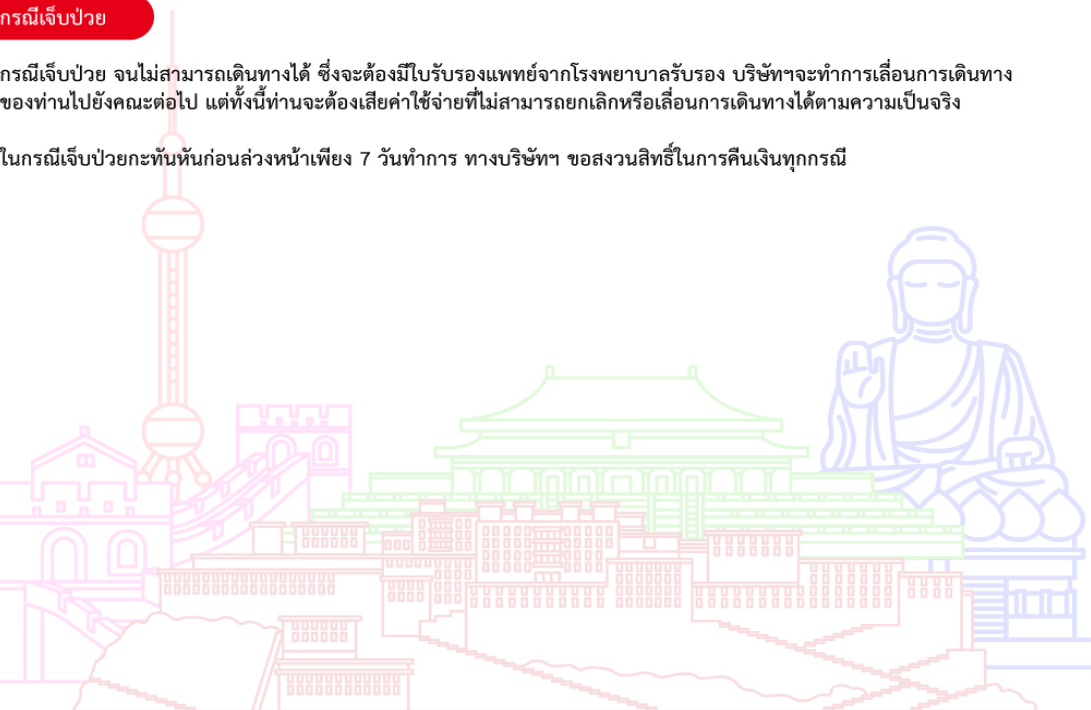 กรณีเจ็บป่วย
กรณีเจ็บป่วย จนไม่สามารถเดินทางได้ ซึ่งจะต้องมีใบรับรองแพทย์จากโรงพยาบาลรับรอง บริษัทฯจะทำการเลื่อนการเดินทาง
ของท่านไปยังคณะต่อไป แต่ทั้งนี้ท่านจะต้องเสียค่าใช้จ่ายที่ไม่สามารถยกเลิกหรือเลื่อนการเดินทางได้ตามความเป็นจริง
ในกรณีเจ็บป่วยกะทันหันก่อนล่วงหน้าเพียง 7 วันทำการ ทางบริษัทฯ ขอสงวนสิทธิ์ในการคืนเงินทุกกรณี